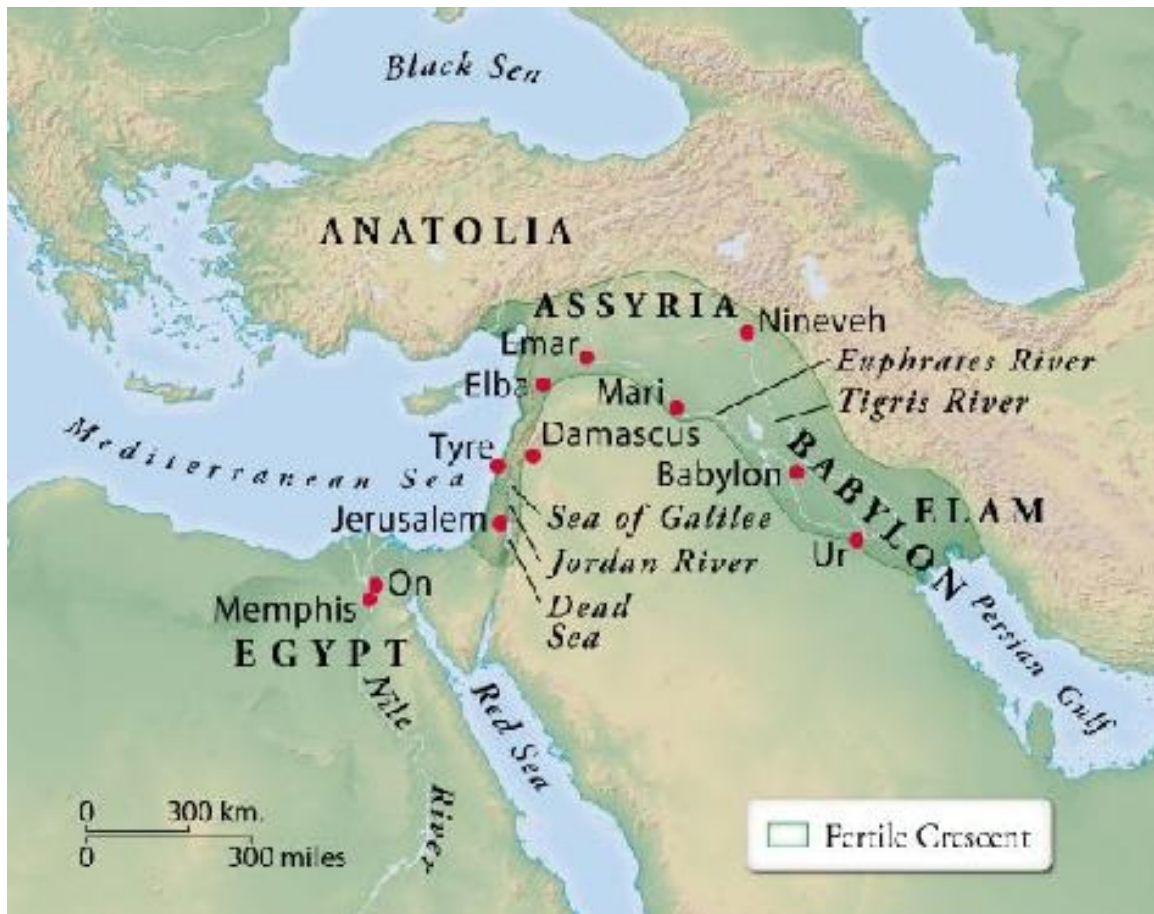 Black Sea
ANATOLIA
ASSYRIA
Nineveh
Emar
Euphrates River
Elba
Mari
Tigris River
Mediterranean Sea
Tyre
Damascus
BABYLON
Babylon
ELAM
Jerusalem
Sea of Galilee
Jordan River
Ur
On
Memphis
Dead
Sea
EGYPT
Nile
River
Red Sea
Persian Gulf
0 300 km.
0 300 miles
Fertile Crescent